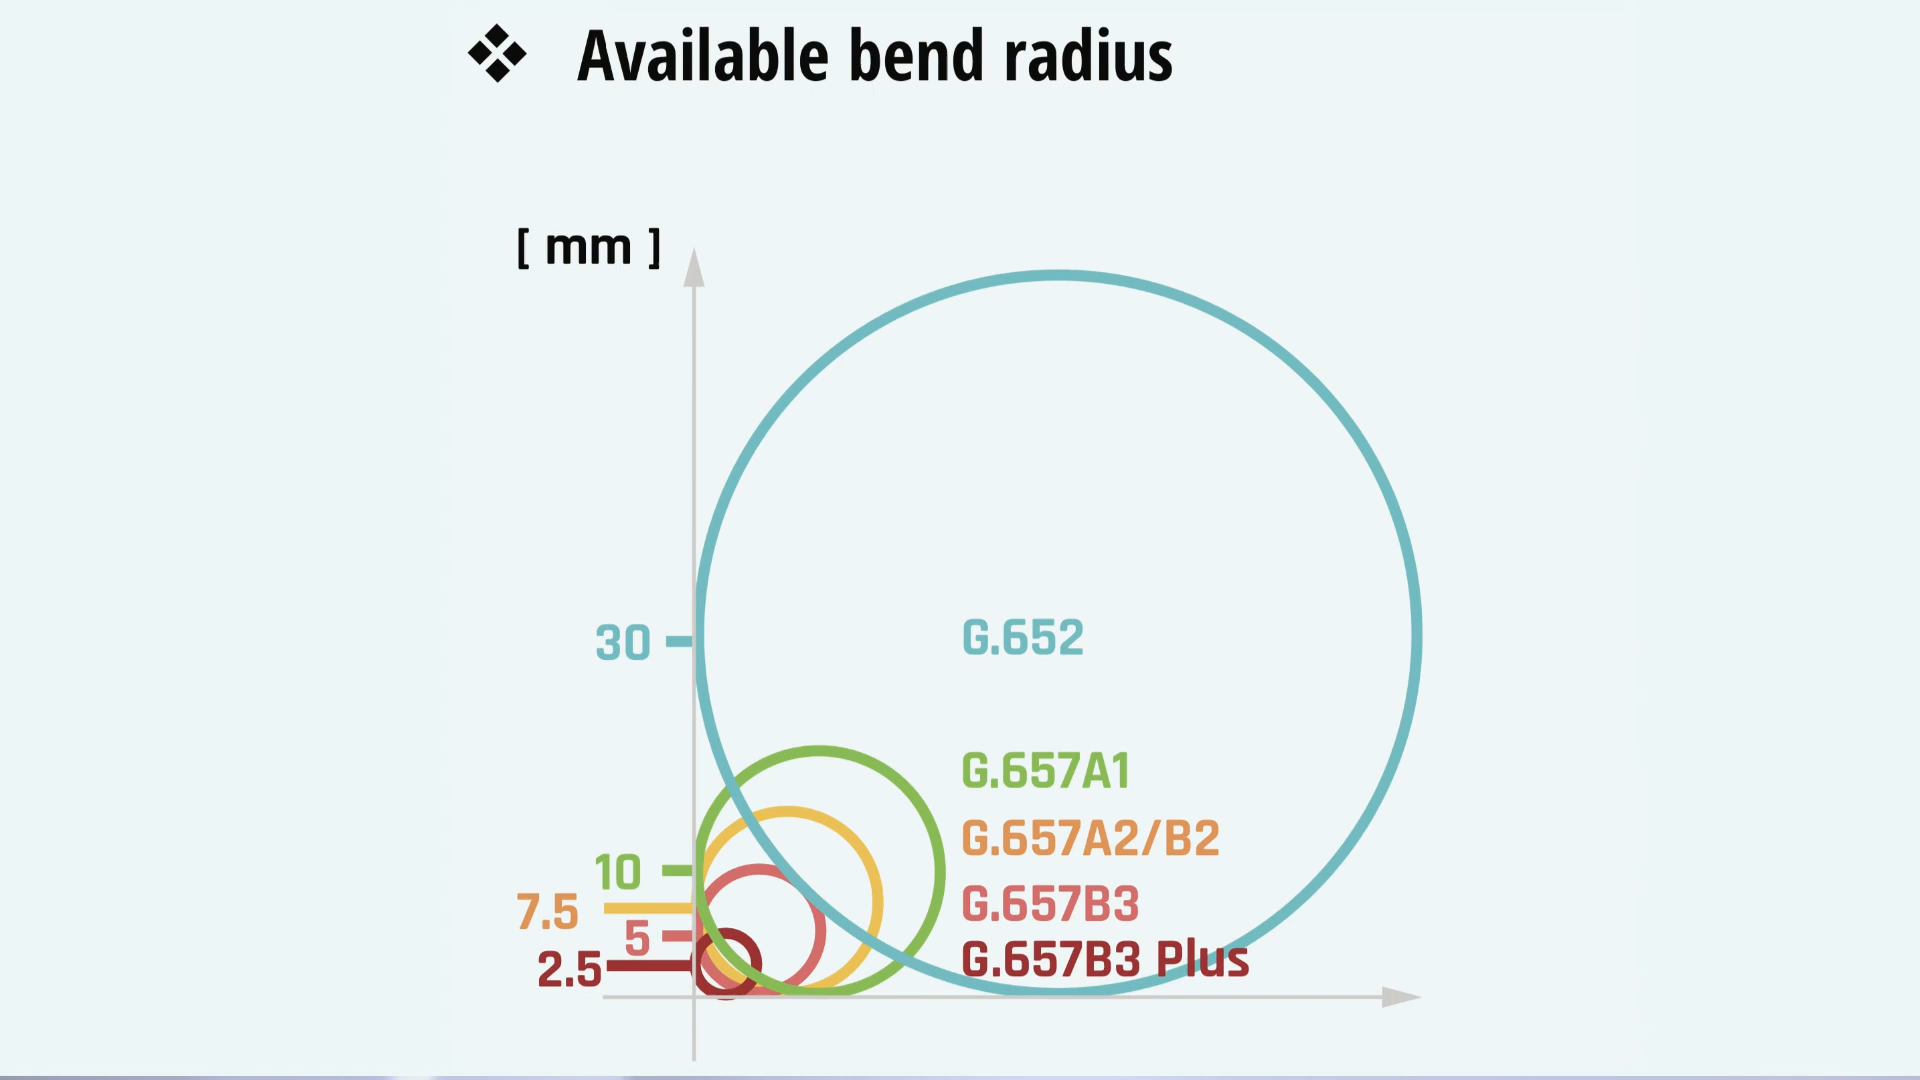 Available bend radius
[ mm ]
30
G.652
G.657A1
G.657A2/B2
10
7.5
G.657B3
5
G.657B3 Plus
2.5